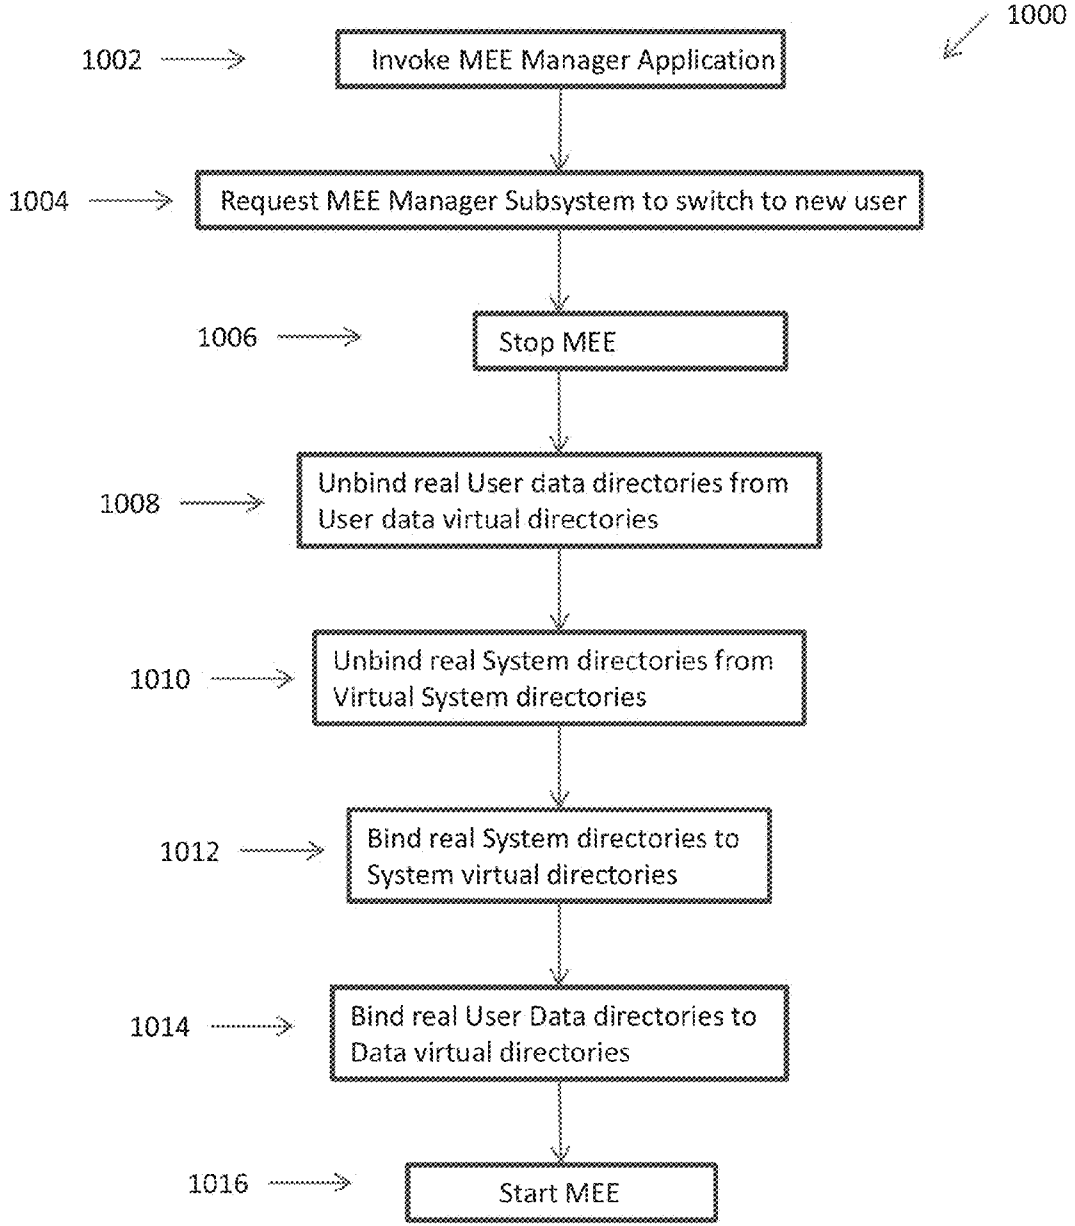 1000
1002
Invoke MEE Manager Application
1004
Request MEE Manager Subsystem to switch to new user
1006
Stop MEE
1008
Unbind real User data directories from
User data virtual directories
1010
Unbind real System directories from
Virtual System directories
1012
Bind real System directories to
System virtual directories
1014
Bind real User Data directories to
Data virtual directories
1016
Start MEE